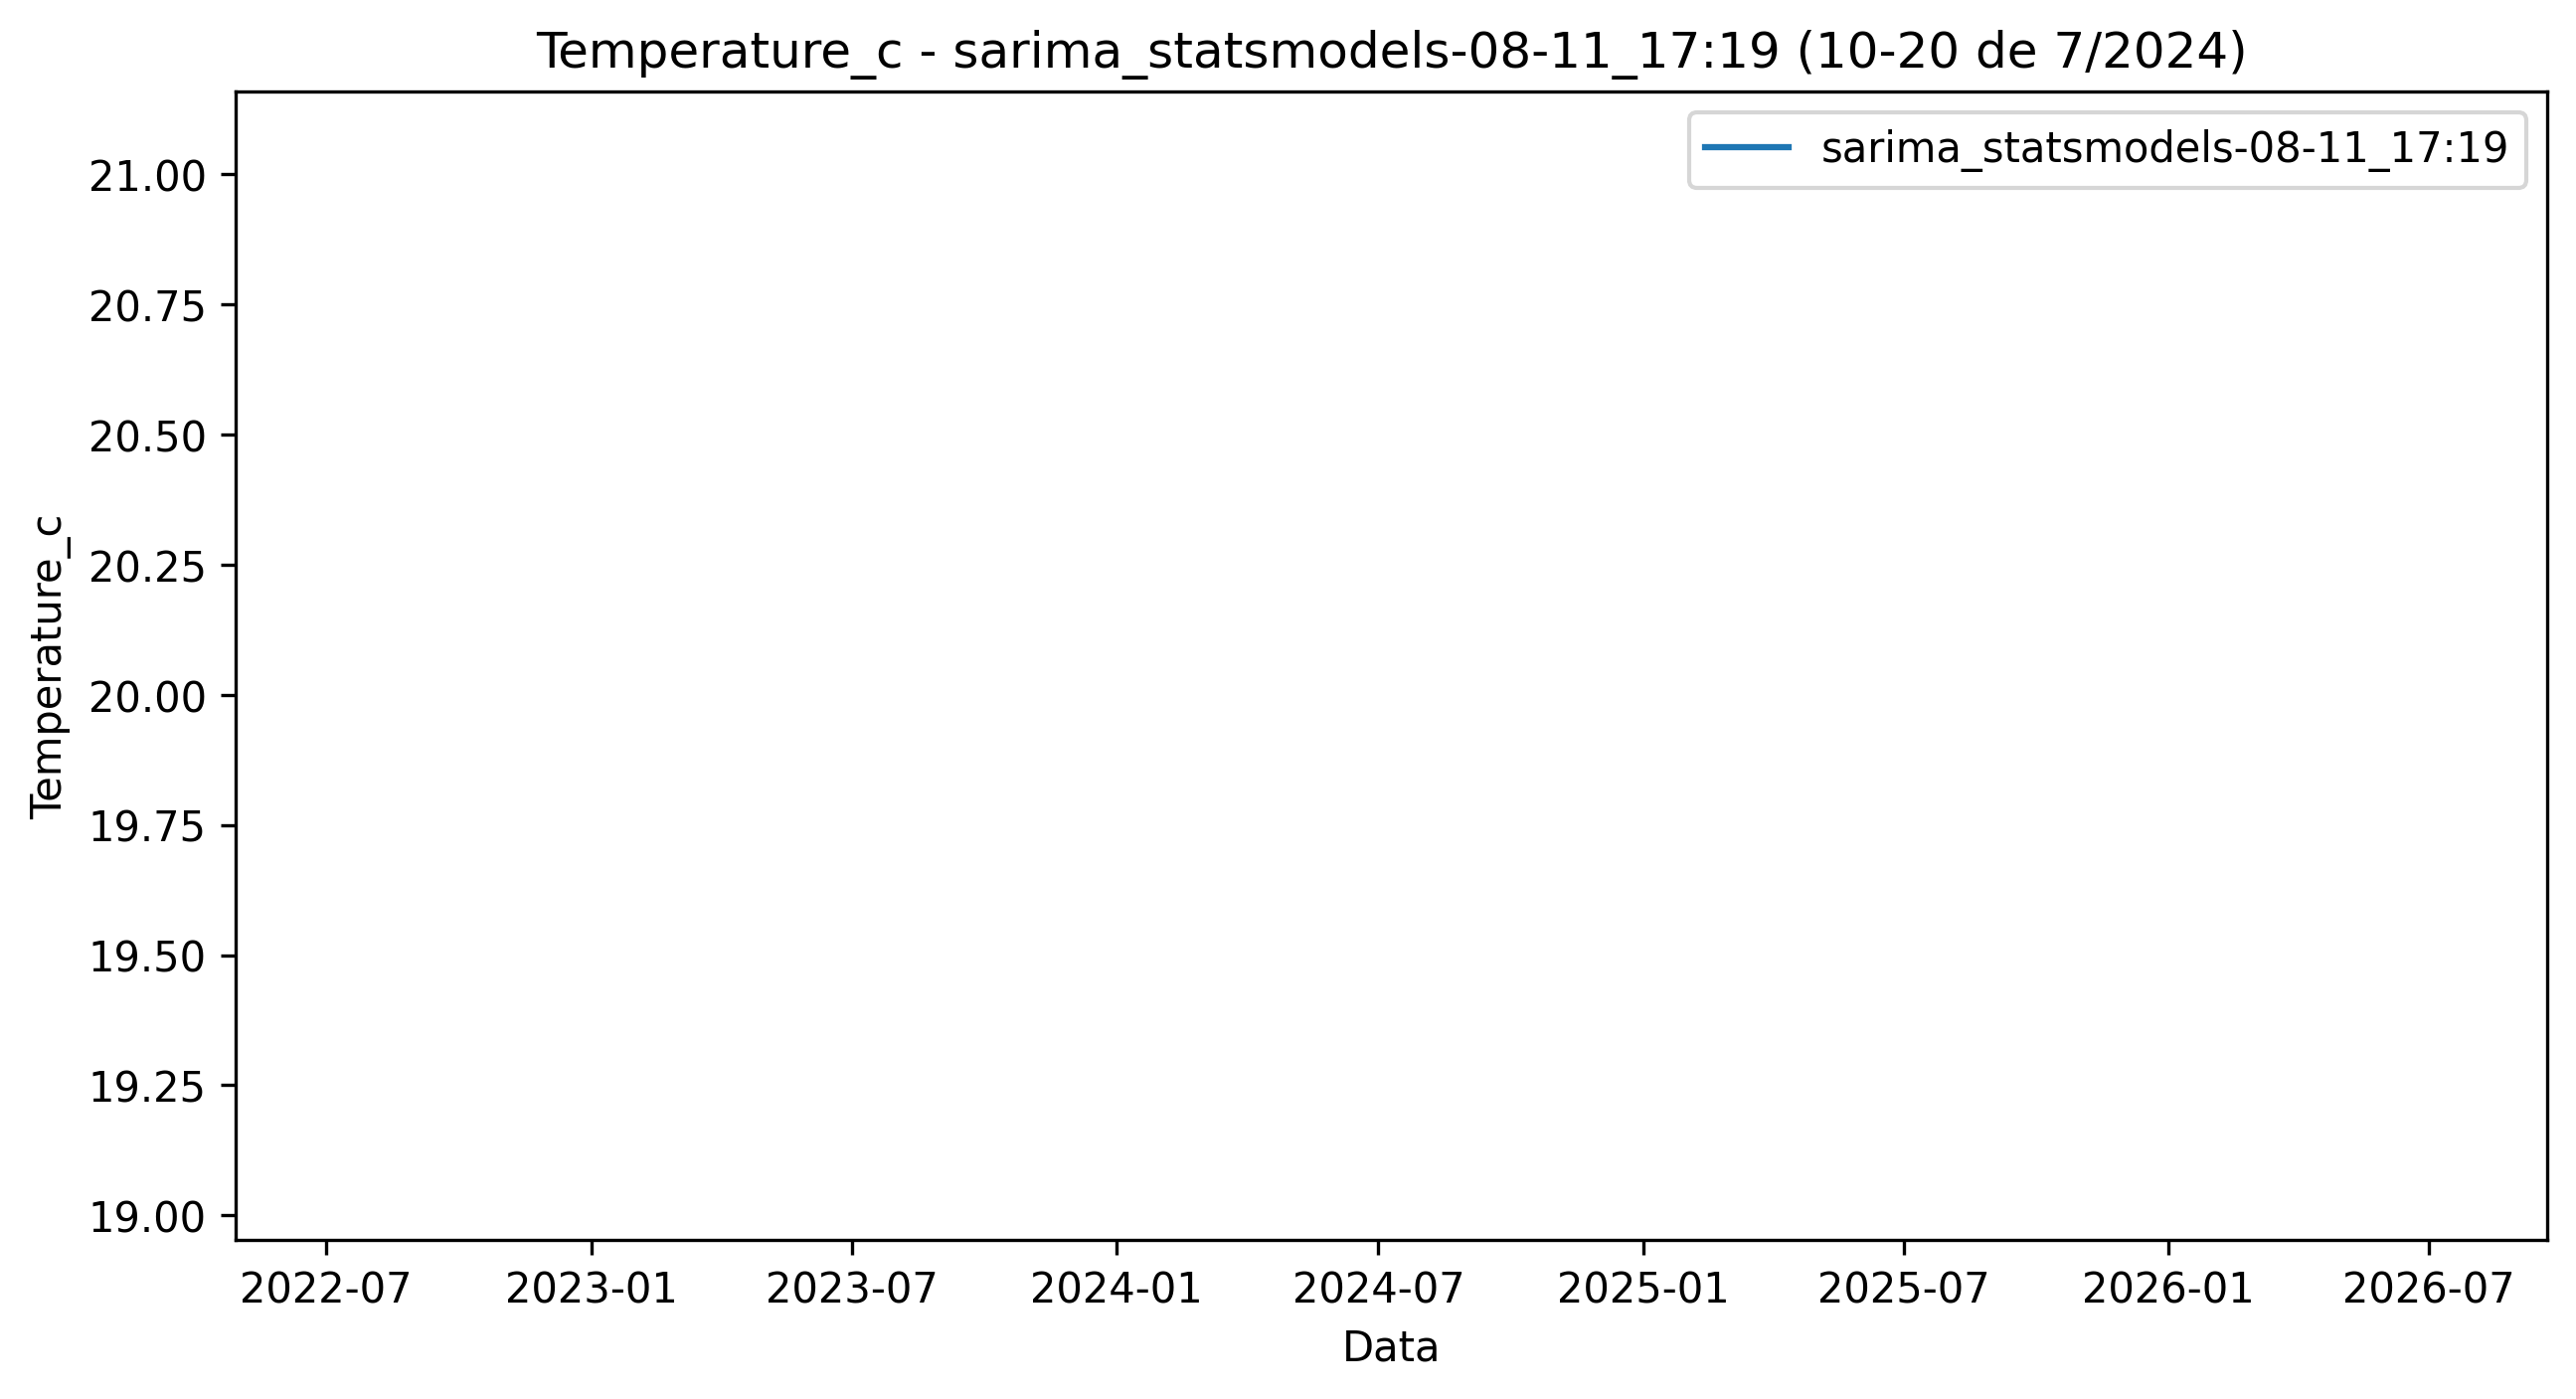 Temperature_c - sarima_statsmodels-08-11_17:19 (10-20 de 7/2024)
sarima_statsmodels-08-11_17:19
Temperature_c
21.00
20.75
20.50
20.25
20.00
19.75
19.50
19.25
19.00
2022-07 2023-01 2023-07 2024-01 2024-07 2025-01 2025-07 2026-01 2026-07
Data